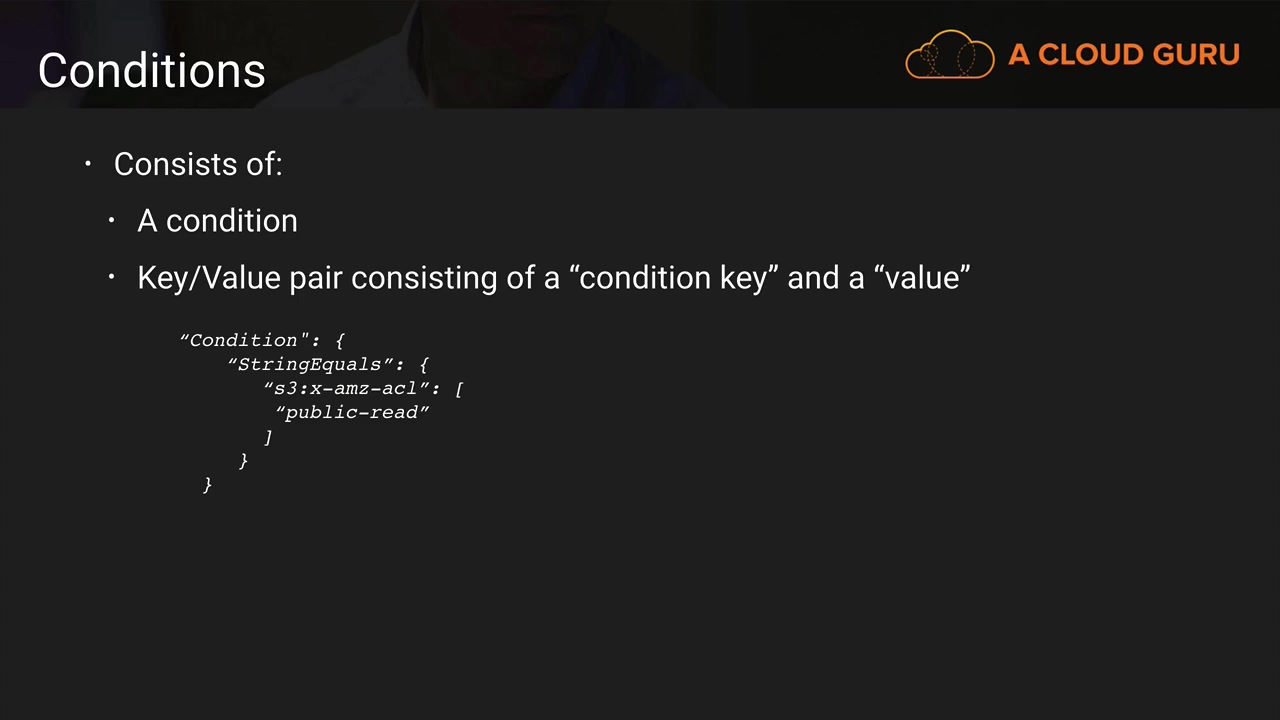 Conditions
A CLOUD GURU
• Consists of:
• A condition
• Key/Value pair consisting of a “condition key” and a “value”
“Condition": {
“StringEquals”: {
“s3:x-amz-acl”: [
“public-read”
]
}
}